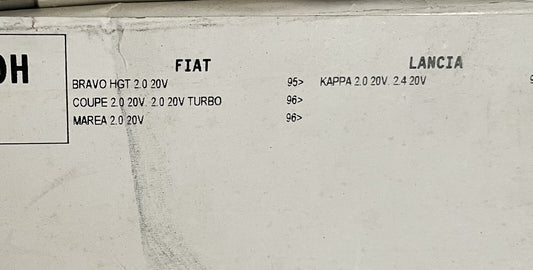 OH
FIAT
BRAVO HGT 2.0 20V 95>
COUPE 2.0 20V. 2.0 20V TURBO 96>
MAREA 2.0 20V 96>
LANCIA
KAPPA 2.0 20V. 2.4 20V